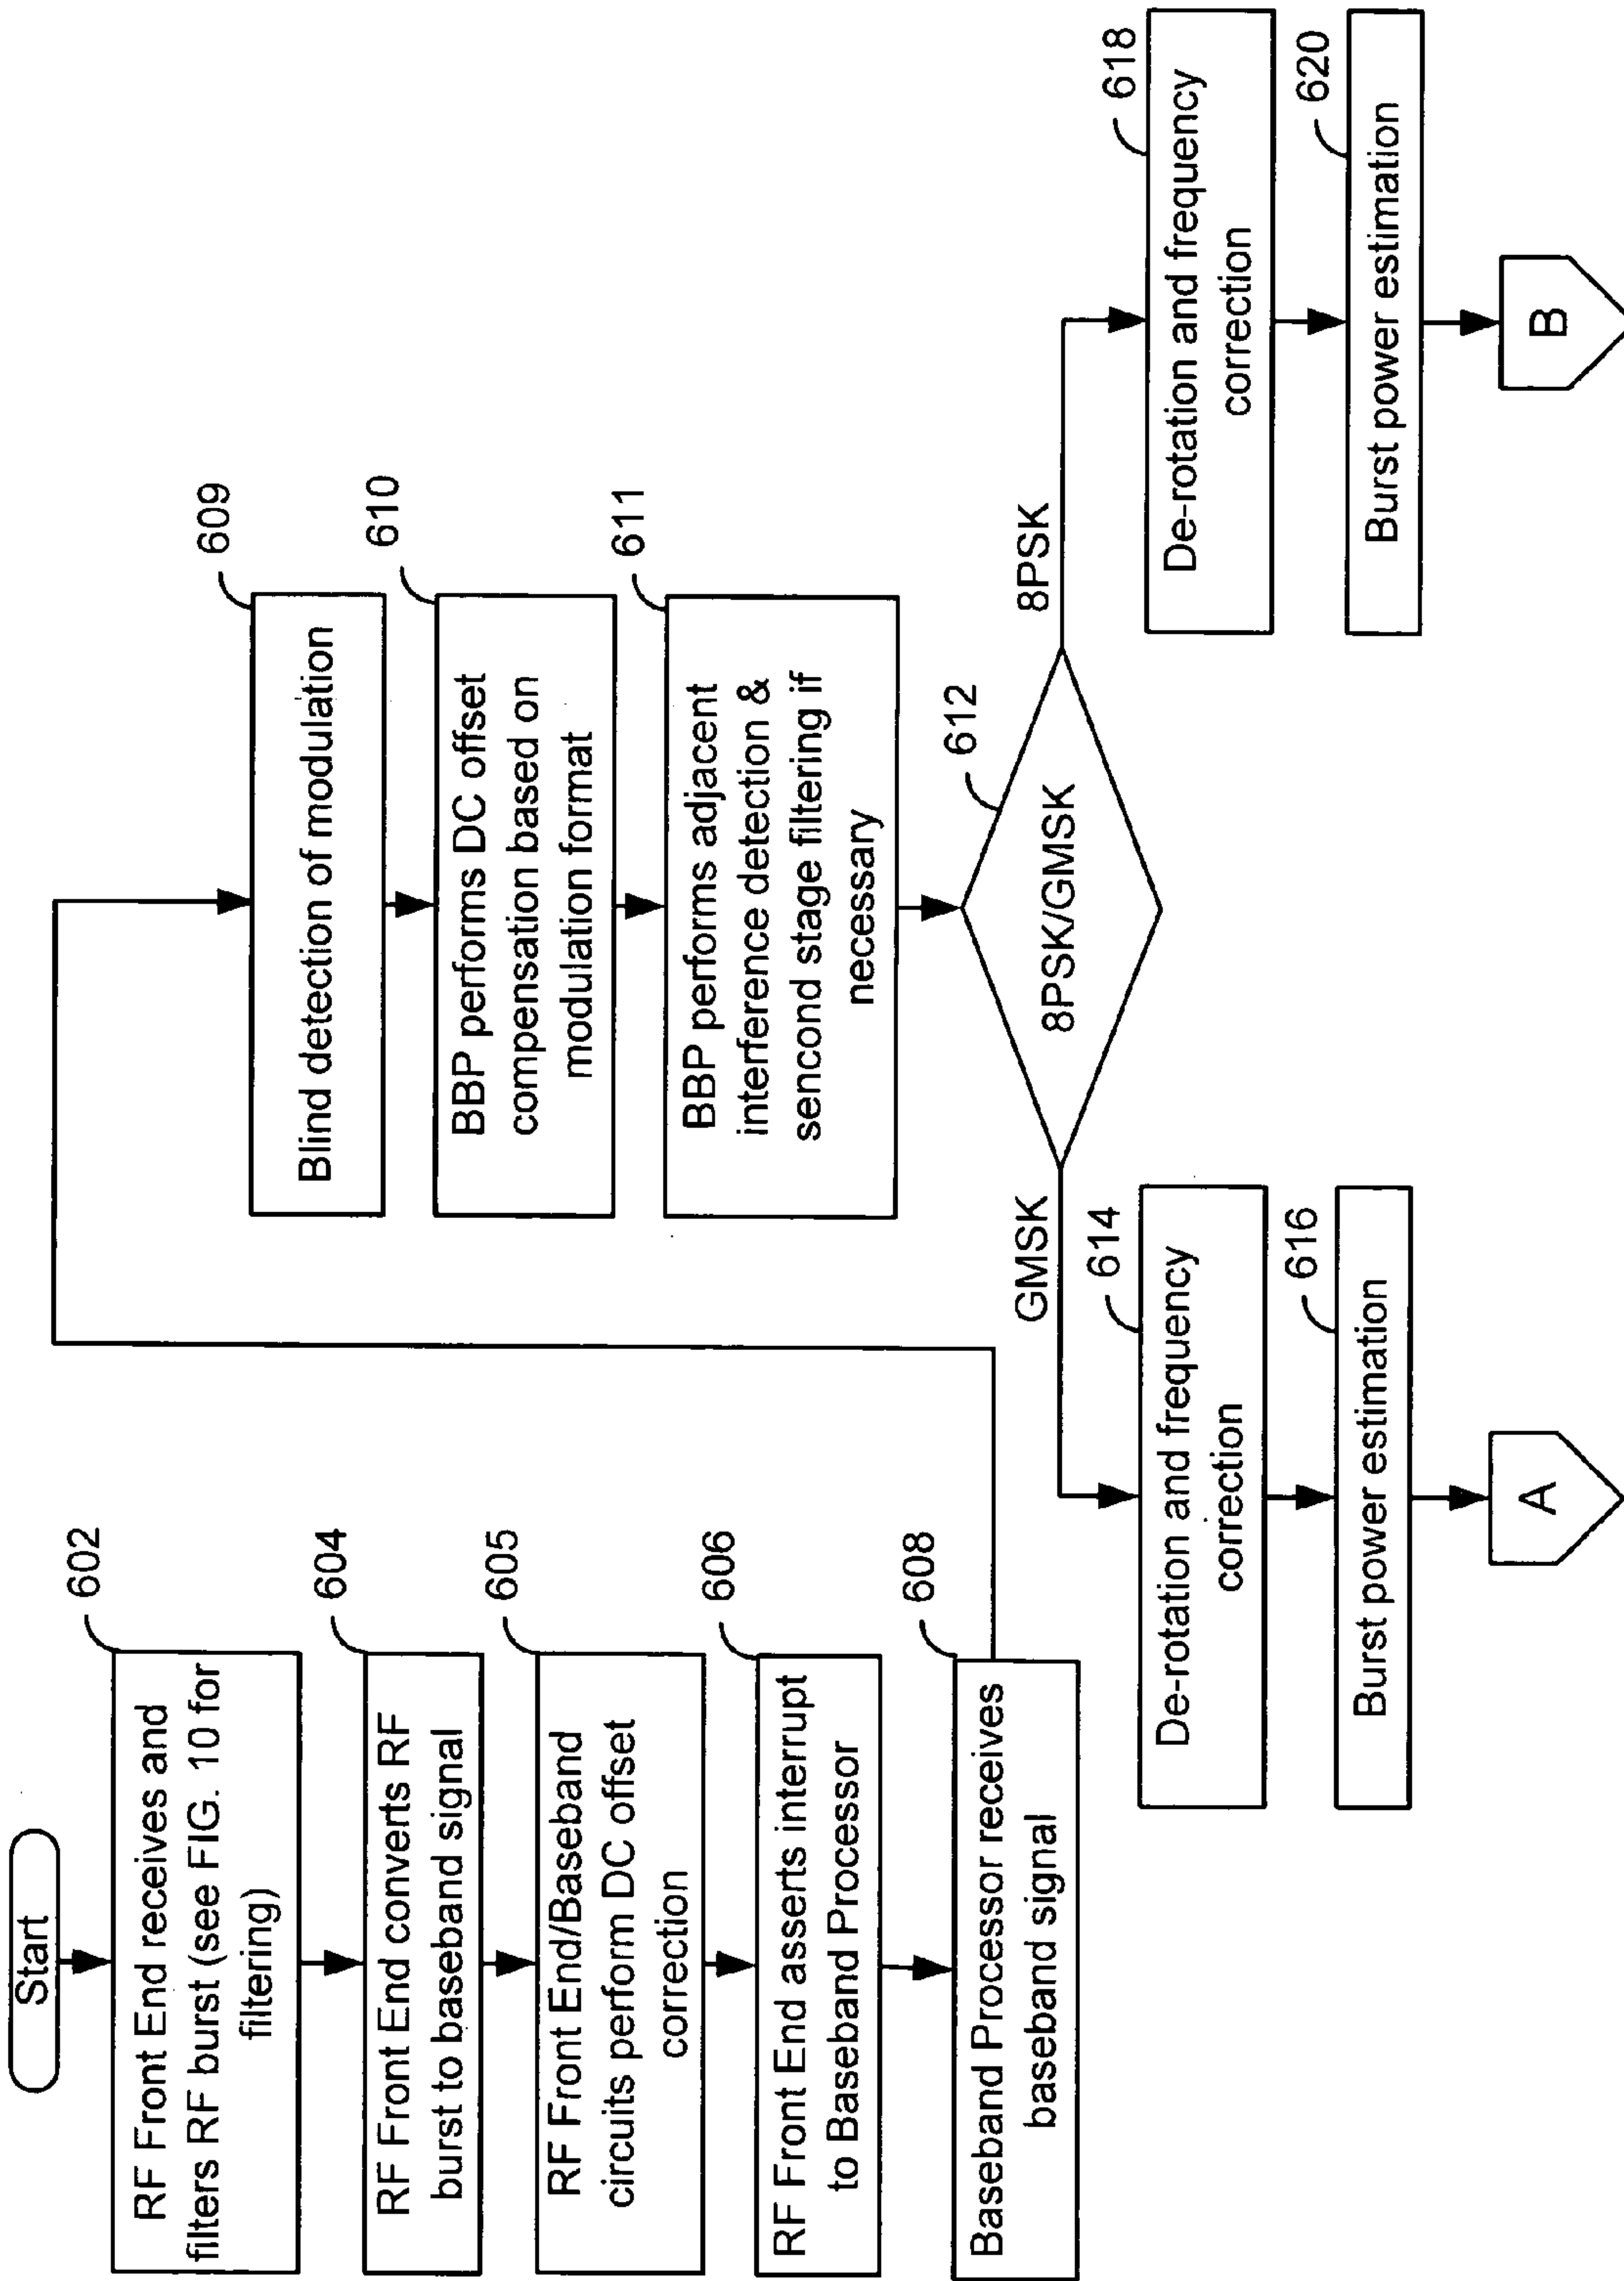 Start
602
RF Front End receives and
filters RF burst (see FIG. 10 for
filtering)
604
RF Front End converts RF
burst to baseband signal
605
RF Front End/Baseband
circuits perform DC offset
correction
606
RF Front End asserts interrupt
to Baseband Processor
608
Baseband Processor receives
baseband signal
609
Blind detection of modulation
610
BBP performs DC offset
compensation based on
modulation format
611
BBP performs adjacent
interference detection &
sencond stage filtering if
necessary
612
8PSK/GMSK
GMSK
8PSK
614
De-rotation and frequency
correction
616
Burst power estimation
A
618
De-rotation and frequency
correction
620
Burst power estimation
B